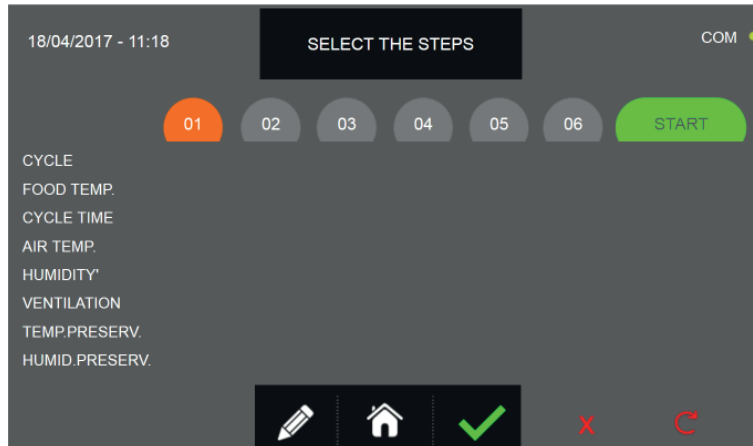 18/04/2017 - 11:18
SELECT THE STEPS
COM
01 02 03 04 05 06 START
CYCLE
FOOD TEMP.
CYCLE TIME
AIR TEMP.
HUMIDITY'
VENTILATION
TEMP.PRESERV.
HUMID.PRESERV.
X